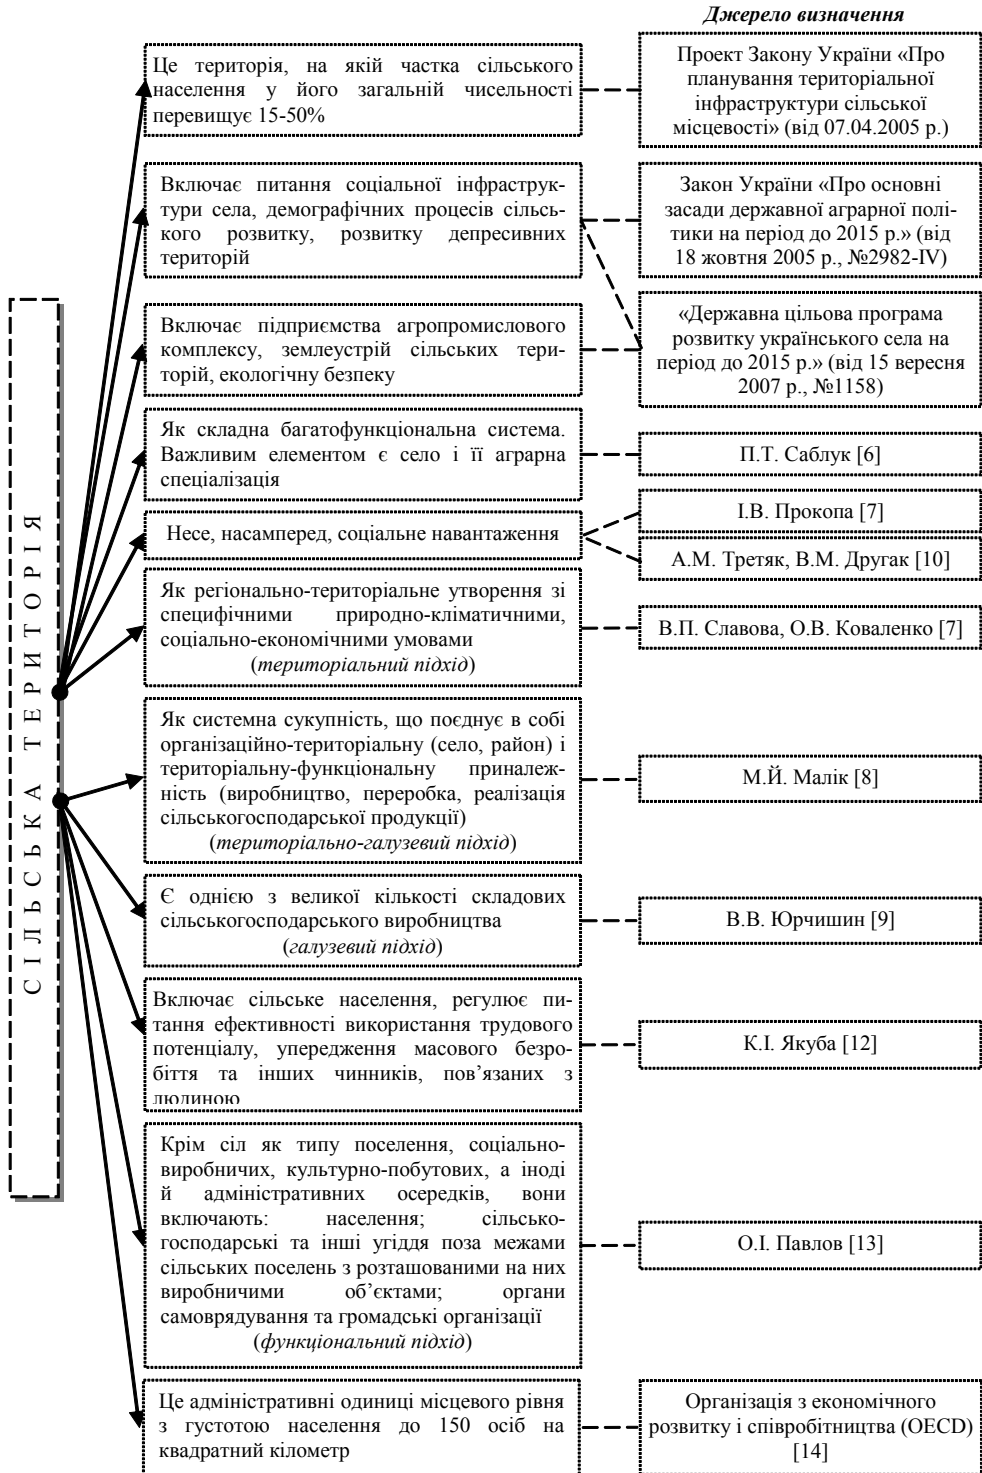 Джерело визначення
Це територія, на якій частка сільського
населення у його загальній чисельності
перевищує 15-50%
Проект Закону України «Про
планування територіальної
інфраструктури сільської
місцевості» (від 07.04.2005 р.)
Включає питання соціальної інфраструк-
тури села, демографічних процесів сільсь-
кого розвитку, розвитку депресивних
територій
Закон України «Про основні
засади державної аграрної полі-
тики на період до 2015 р.» (від
18 жовтня 2005 р., №2982-IV)
Включає підприємства агропромислового
комплексу, землеустрій сільських тери-
торій, екологічну безпеку
«Державна цільова програма
розвитку українського села на
період до 2015 р.» (від 15 вересня
2007 р., №1158)
Як складна багатофункціональна система.
Важливим елементом є село і її аграрна
спеціалізація
П.Т. Саблук [6]
Несе, насамперед, соціальне навантаження
І.В. Прокопа [7]
А.М. Третяк, В.М. Другак [10]
Як регіонально-територіальне утворення зі
специфічними природно-кліматичними,
соціально-економічними умовами
(територіальний підхід)
В.П. Славова, О.В. Коваленко [7]
Як системна сукупність, що поєднує в собі
організаційно-територіальну (село, район) і
територіальну-функціональну приналеж-
ність (виробництво, переробка, реалізація
сільськогосподарської продукції)
(територіально-галузевий підхід)
М.Й. Малік [8]
Є однією з великої кількості складових
сільськогосподарського виробництва
(галузевий підхід)
В.В. Юрчишин [9]
Включає сільське населення, регулює пи-
тання ефективності використання трудового
потенціалу, упередження масового безро-
біття та інших чинників, пов’язаних з
людиною
К.І. Якуба [12]
Крім сіл як типу поселення, соціально-
виробничих, культурно-побутових, а іноді
й адміністративних осередків, вони
включають: населення; сільсько-
господарські та інші угіддя поза межами
сільських поселень з розташованими на них
виробничими об’єктами; органи
самоврядування та громадські організації
(функціональний підхід)
О.І. Павлов [13]
Це адміністративні одиниці місцевого рівня
з густотою населення до 150 осіб на
квадратний кілометр
Організація з економічного
розвитку і співробітництва (OECD)
[14]
СІЛЬСЬКА ТЕРИТОРІЯ